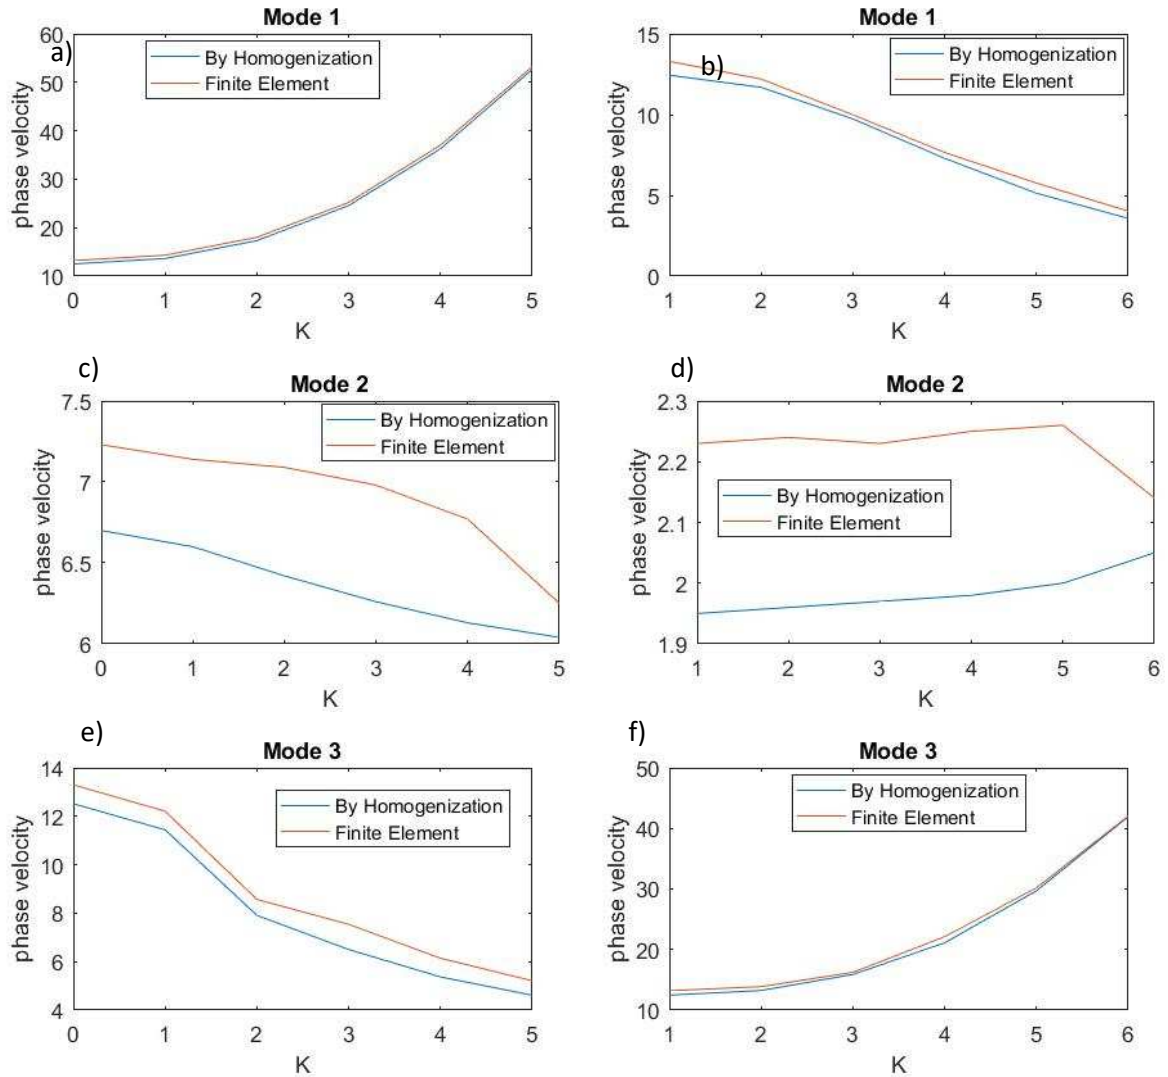 Mode 1
a)
By Homogenization
Finite Element
phase velocity
60
50
40
30
20
10
0 1 2 3 4 5
K
Mode 1
b)
By Homogenization
Finite Element
phase velocity
15
10
5
0
1 2 3 4 5 6
K
c)
Mode 2
By Homogenization
Finite Element
phase velocity
7.5
7
6.5
6
0 1 2 3 4 5
K
d)
Mode 2
By Homogenization
Finite Element
phase velocity
2.3
2.2
2.1
2
1.9
1 2 3 4 5 6
K
e)
Mode 3
By Homogenization
Finite Element
phase velocity
14
12
10
8
6
4
0 1 2 3 4 5
K
f)
Mode 3
By Homogenization
Finite Element
phase velocity
50
40
30
20
10
1 2 3 4 5 6
K